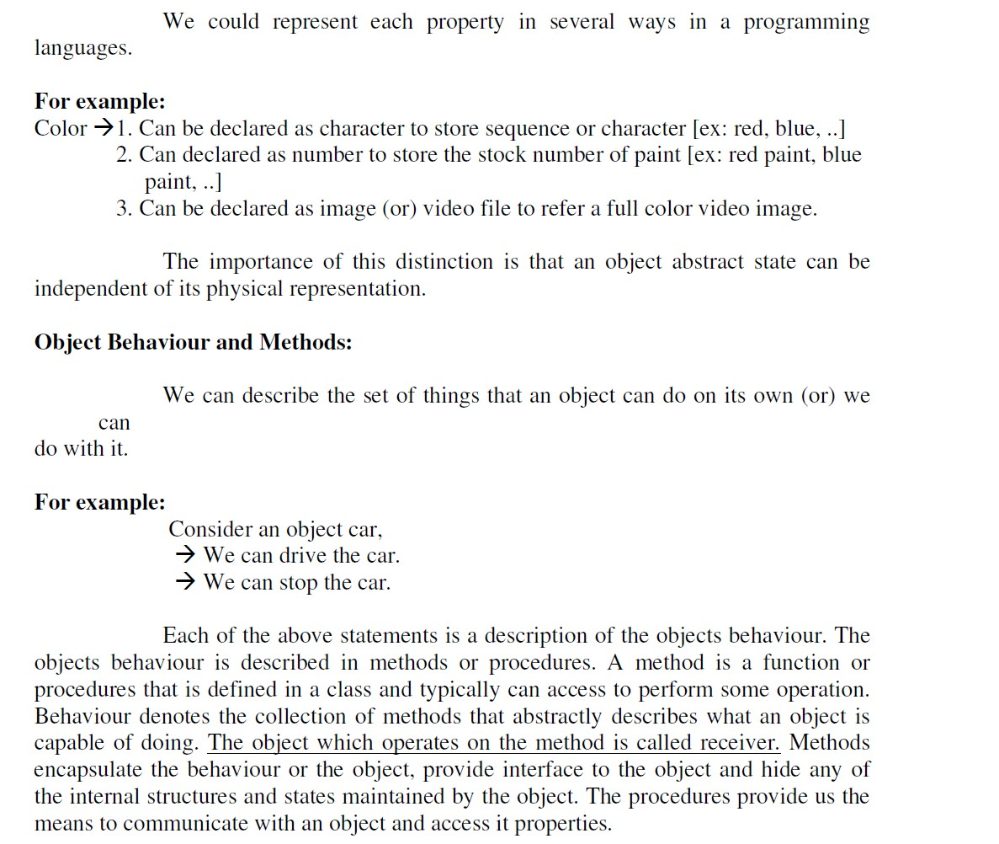 We could represent each property in several ways in a programming
languages.
For example:
Color →1. Can be declared as character to store sequence or character [ex: red, blue, ..]
2. Can declared as number to store the stock number of paint [ex: red paint, blue
paint, ..]
3. Can be declared as image (or) video file to refer a full color video image.
The importance of this distinction is that an object abstract state can be
independent of its physical representation.
Object Behaviour and Methods:
We can describe the set of things that an object can do on its own (or) we
can
do with it.
For example:
Consider an object car,
→ We can drive the car.
→ We can stop the car.
Each of the above statements is a description of the objects behaviour. The
objects behaviour is described in methods or procedures. A method is a function or
procedures that is defined in a class and typically can access to perform some operation.
Behaviour denotes the collection of methods that abstractly describes what an object is
capable of doing. The object which operates on the method is called receiver. Methods
encapsulate the behaviour or the object, provide interface to the object and hide any of
the internal structures and states maintained by the object. The procedures provide us the
means to communicate with an object and access it properties.